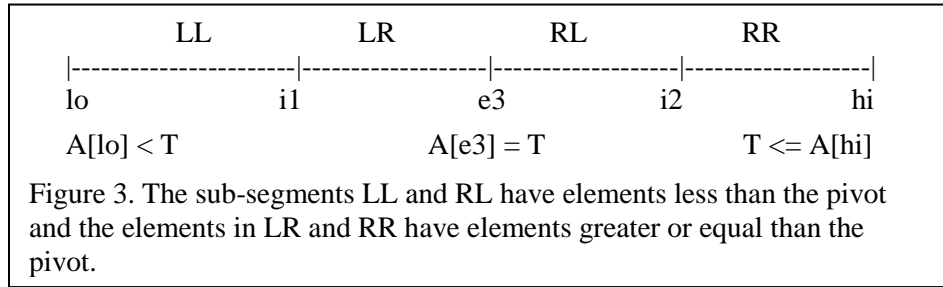 LL LR RL RR
|-----------------------|-------------------|-------------------|-------------------|
lo i1 e3 i2 hi
A[lo] < T A[e3] = T T <= A[hi]
Figure 3. The sub-segments LL and RL have elements less than the pivot
and the elements in LR and RR have elements greater or equal than the
pivot.